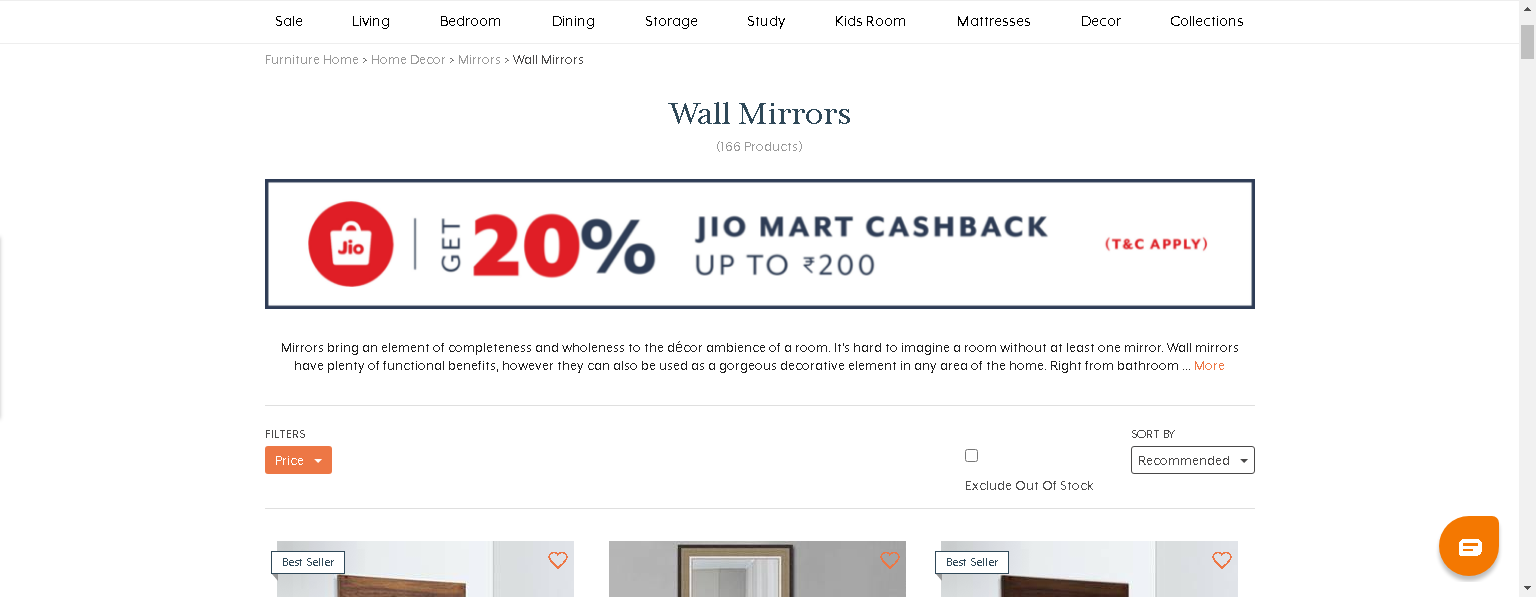 Sale Living Bedroom Dining Storage Study Kids Room Mattresses Decor Collections
Furniture Home > Home Decor > Mirrors > Wall Mirrors
Wall Mirrors
(166 Products)
Jio
GET 20%
JIO MART CASHBACK
UP TO ₹200
(T&C APPLY)
Mirrors bring an element of completeness and wholeness to the décor ambience of a room. It's hard to imagine a room without at least one mirror. Wall mirrors
have plenty of functional benefits, however they can also be used as a gorgeous decorative element in any area of the home. Right from bathroom ... More
FILTERS
Price
Exclude Out Of Stock
SORT BY
Recommended
Best Seller
Best Seller